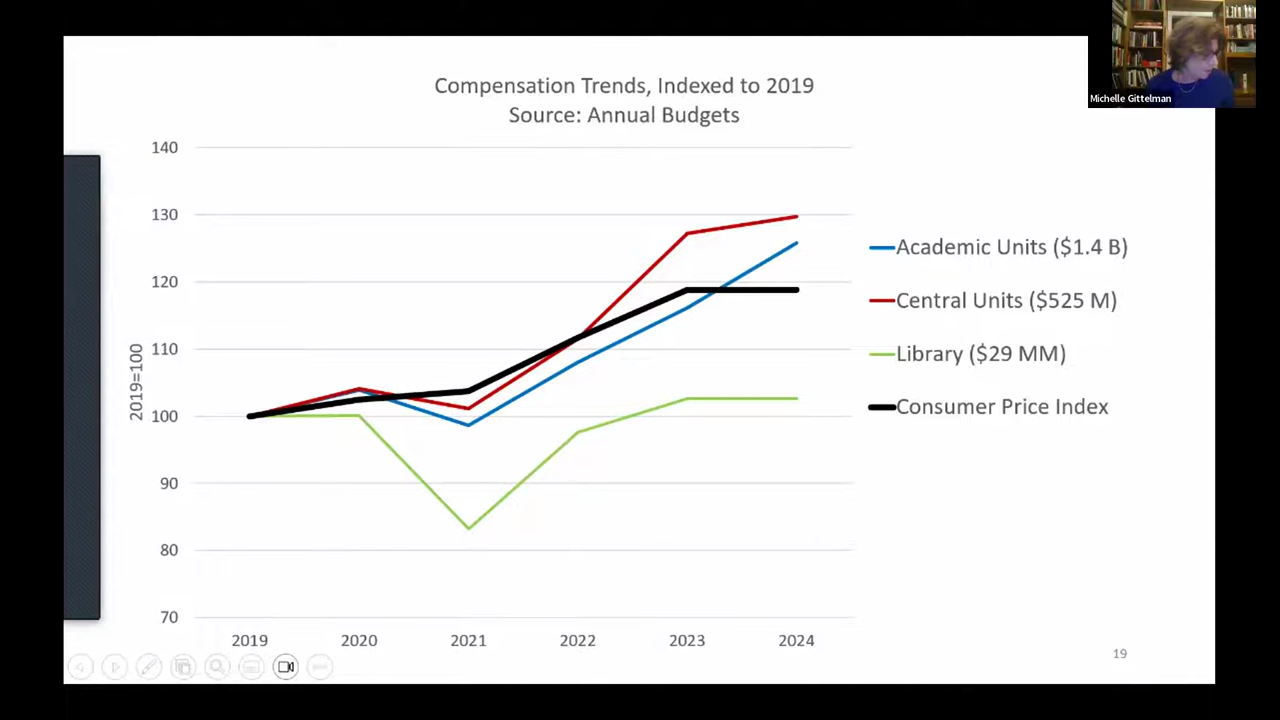 Compensation Trends, Indexed to 2019
Source: Annual Budgets
Michelle Gittelman
140
130
120
110
100
90
80
70
2019=100
2019
2020
2021
2022
2023
2024
Academic Units ($1.4 B)
Central Units ($525 M)
Library ($29 MM)
Consumer Price Index
19